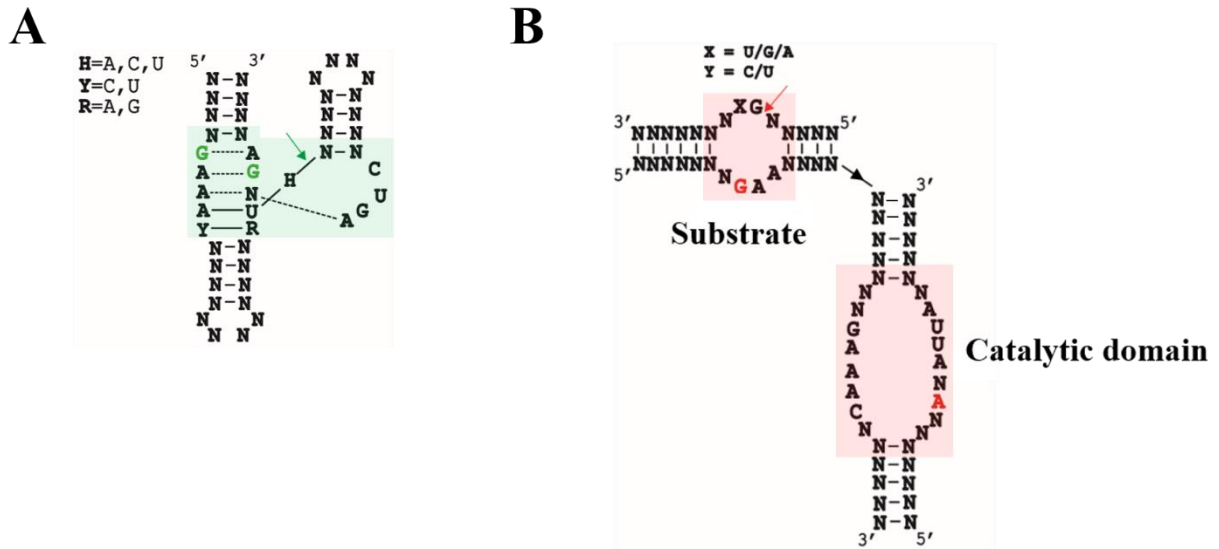 A
H=A,C,U
Y=C,U
R=A,G
5′ 3′
N-N
N-N
N-N
N N
G A
A G
A N
A U
Y R
N-N
N-N
N-N
N-N
N N
N N
H
N N N
N N
N-N
N-N
N-N
N-N
C
U
G
A
B
X = U/G/A
Y = C/U
XG
N N
3′ NNNNNN NNNN 5′
5′ NNNNNN NNNN
N G A A
Substrate
3′
N-N
N-N
N-N
N-N
N N
N N
N A
G U
A U
A A
A N
C A
N N
N
N-N
N-N
N-N
N-N
3′ 5′
Catalytic domain